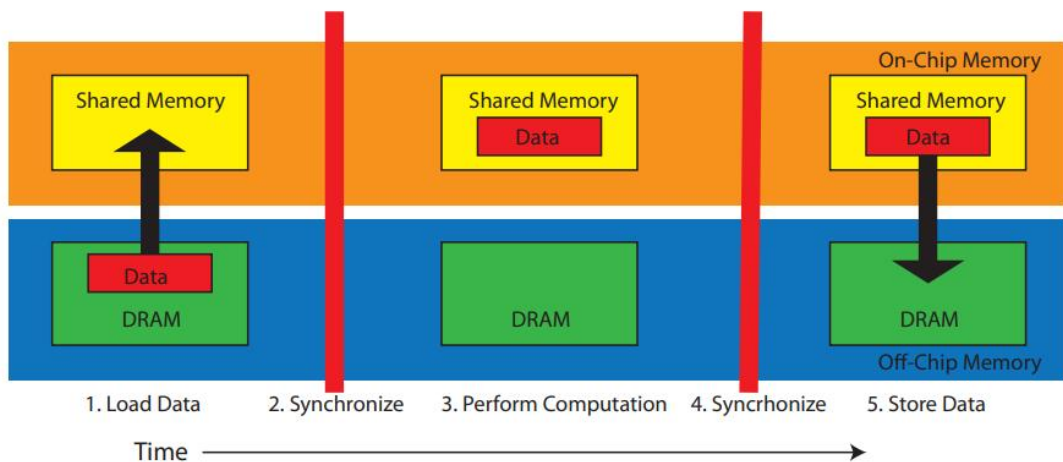 On-Chip Memory
Shared Memory
Shared Memory
Data
Shared Memory
Data
Data
DRAM
DRAM
DRAM
Off-Chip Memory
1. Load Data
2. Synchronize
3. Perform Computation
4. Syncrhonize
5. Store Data
Time